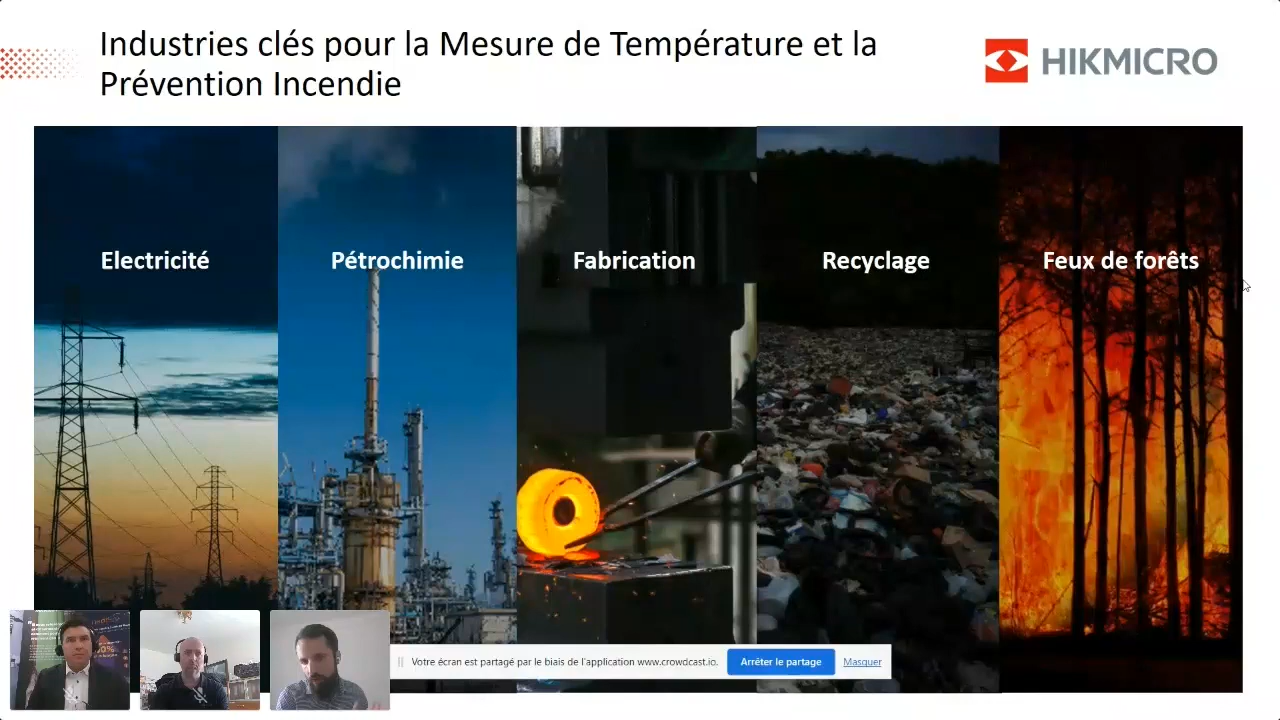 Industries clés pour la Mesure de Température et la
Prévention Incendie
HIKMICRO
Electricité
Pétrochimie
Fabrication
Recyclage
Feux de forêts
Votre écran est partagé par le biais de l'application www.crowdcast.io.
Arrêter le partage
Masquer